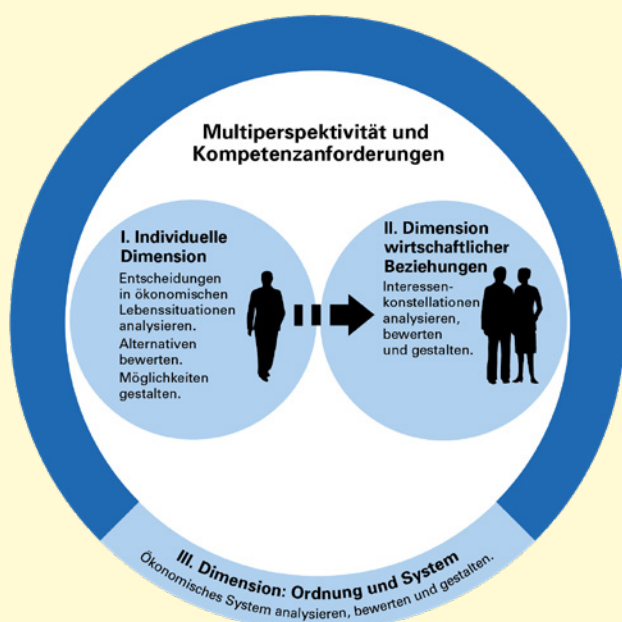 Multiperspektivität und
Kompetenzanforderungen
I. Individuelle
Dimension
Entscheidungen
in ökonomischen
Lebenssituationen
analysieren.
Alternativen
bewerten.
Möglichkeiten
gestalten.
II. Dimension
wirtschaftlicher
Beziehungen
Interessen-
konstellationen
analysieren,
bewerten
und gestalten.
III. Dimension: Ordnung und System
Ökonomisches System analysieren, bewerten und gestalten.